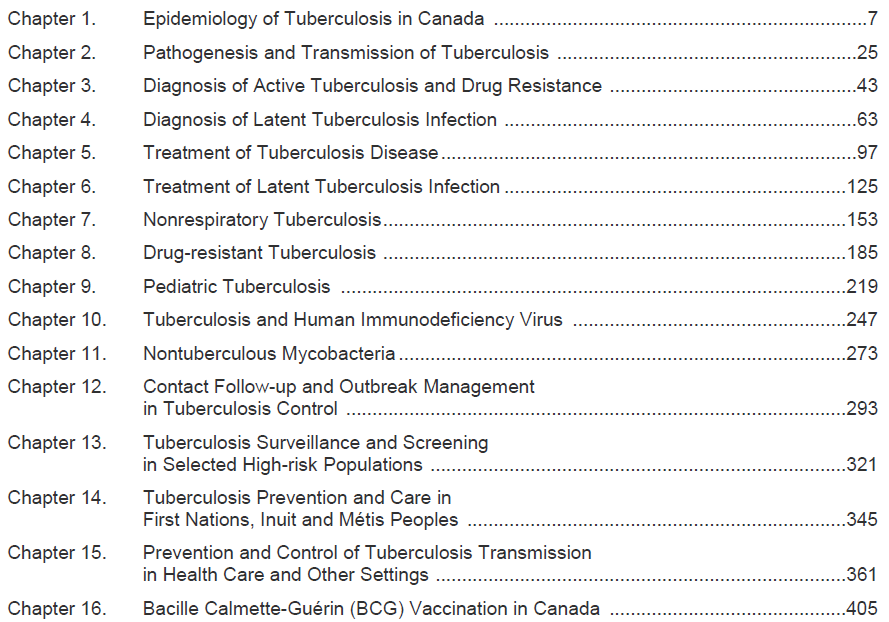 Chapter 1. Epidemiology of Tuberculosis in Canada ........................................................................7
Chapter 2. Pathogenesis and Transmission of Tuberculosis ..........................................................25
Chapter 3. Diagnosis of Active Tuberculosis and Drug Resistance ................................................43
Chapter 4. Diagnosis of Latent Tuberculosis Infection ....................................................................63
Chapter 5. Treatment of Tuberculosis Disease................................................................................97
Chapter 6. Treatment of Latent Tuberculosis Infection..................................................................125
Chapter 7. Nonrespiratory Tuberculosis.........................................................................................153
Chapter 8. Drug-resistant Tuberculosis .........................................................................................185
Chapter 9. Pediatric Tuberculosis .................................................................................................219
Chapter 10. Tuberculosis and Human Immunodeficiency Virus .....................................................247
Chapter 11. Nontuberculous Mycobacteria......................................................................................273
Chapter 12. Contact Follow-up and Outbreak Management
in Tuberculosis Control ................................................................................................293
Chapter 13. Tuberculosis Surveillance and Screening
in Selected High-risk Populations ................................................................................321
Chapter 14. Tuberculosis Prevention and Care in
First Nations, Inuit and Métis Peoples .........................................................................345
Chapter 15. Prevention and Control of Tuberculosis Transmission
in Health Care and Other Settings ...............................................................................361
Chapter 16. Bacille Calmette-Guérin (BCG) Vaccination in Canada ..............................................405